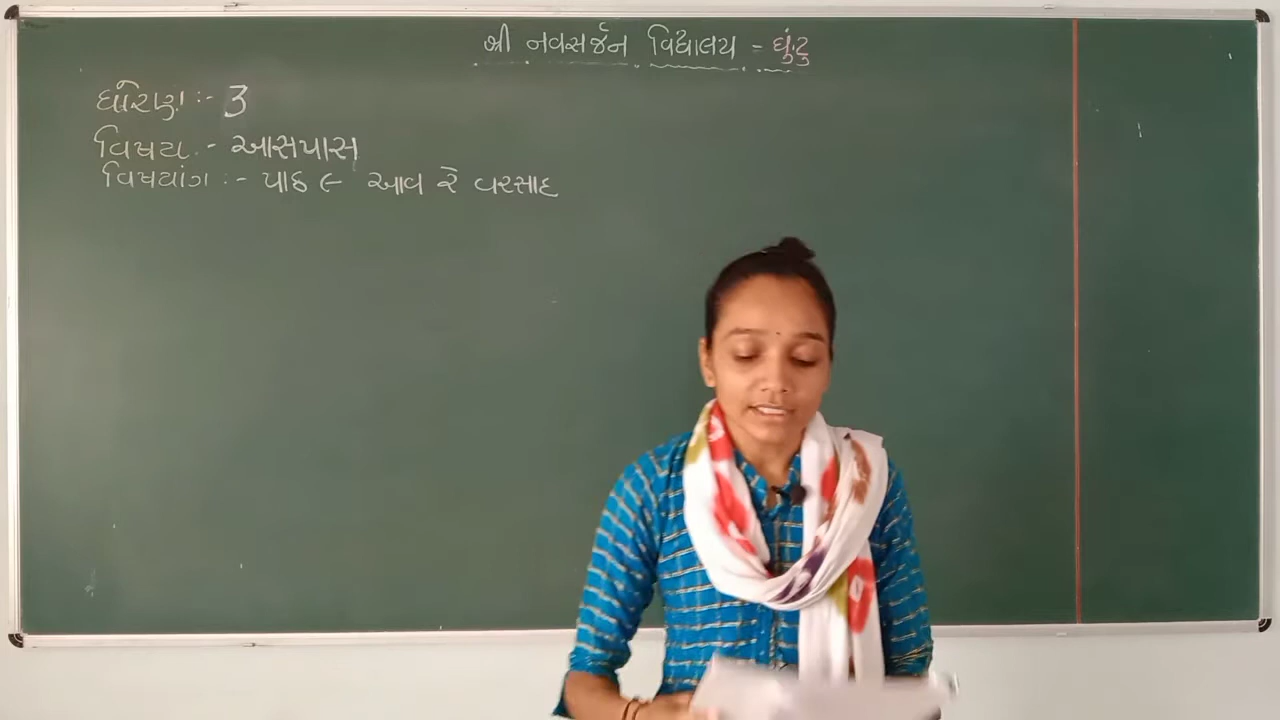 શ્રી નવસર્જન વિદ્યાલય - ઘુંટુ
ધોરણ :- 3
વિષય :- આસપાસ
વિષયાંગ :- પાઠ ૯ આવ રે વરસાદ